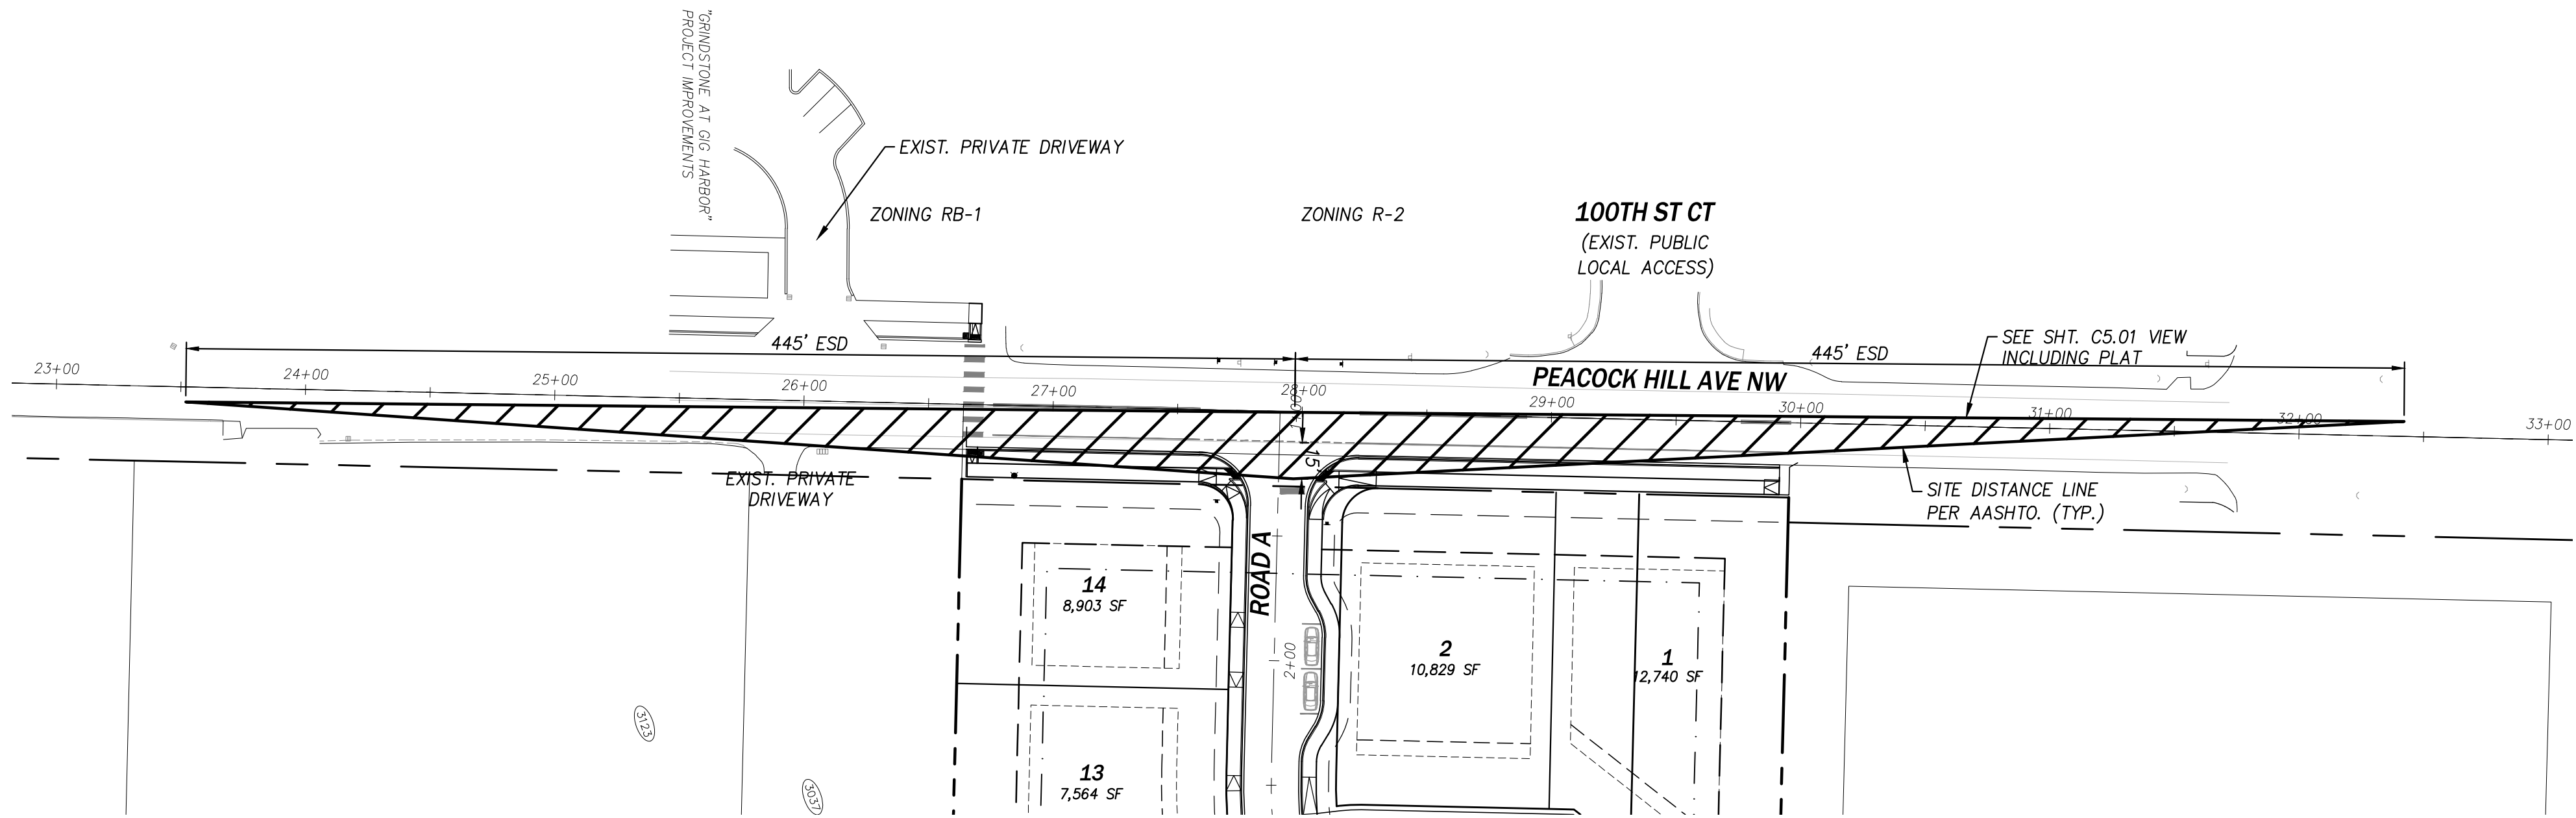 "GRINDSTONE AT GIG HARBOR"
PROJECT IMPROVEMENTS
EXIST. PRIVATE DRIVEWAY
ZONING RB-1
ZONING R-2
100TH ST CT
(EXIST. PUBLIC
LOCAL ACCESS)
445' ESD
445' ESD
SEE SHT. C5.01 VIEW
INCLUDING PLAT
PEACOCK HILL AVE NW
23+00
24+00
25+00
26+00
27+00
28+00
29+00
30+00
31+00
32+00
33+00
1+00
15'
EXIST. PRIVATE
DRIVEWAY
SITE DISTANCE LINE
PER AASHTO. (TYP.)
ROAD A
2+00
14
8,903 SF
2
10,829 SF
1
12,740 SF
13
7,564 SF
3123
3037